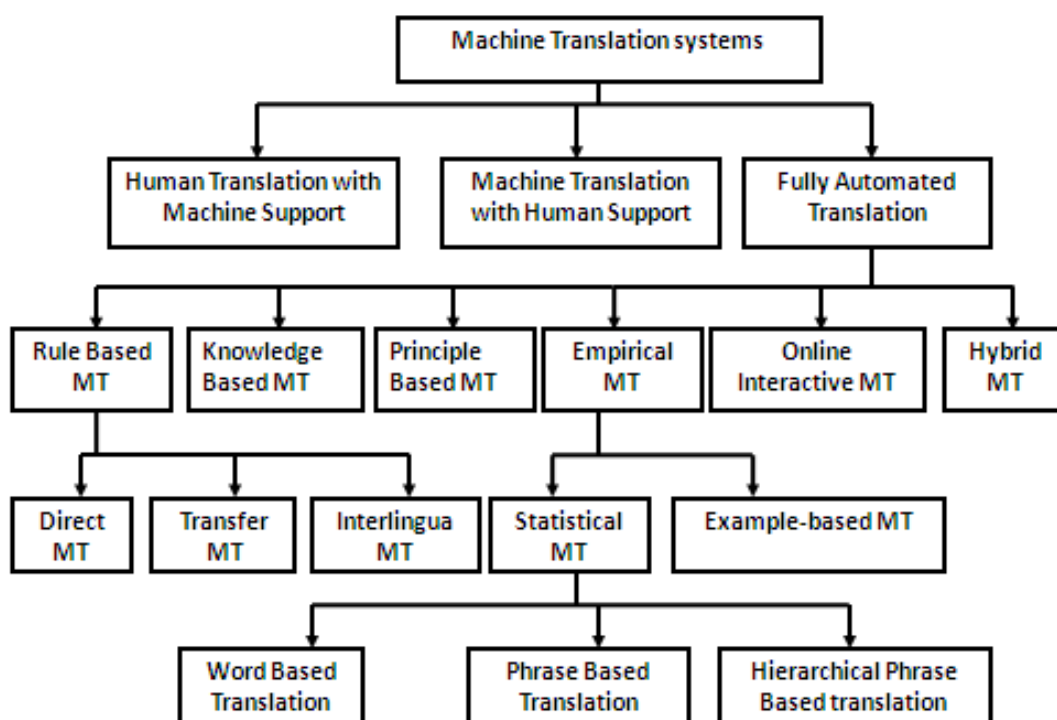 Machine Translation systems
Human Translation with
Machine Support
Machine Translation
with Human Support
Fully Automated
Translation
Rule Based
MT
Knowledge
Based MT
Principle
Based MT
Empirical
MT
Online
Interactive MT
Hybrid
MT
Direct
MT
Transfer
MT
Interlingua
MT
Statistical
MT
Example-based MT
Word Based
Translation
Phrase Based
Translation
Hierarchical Phrase
Based translation